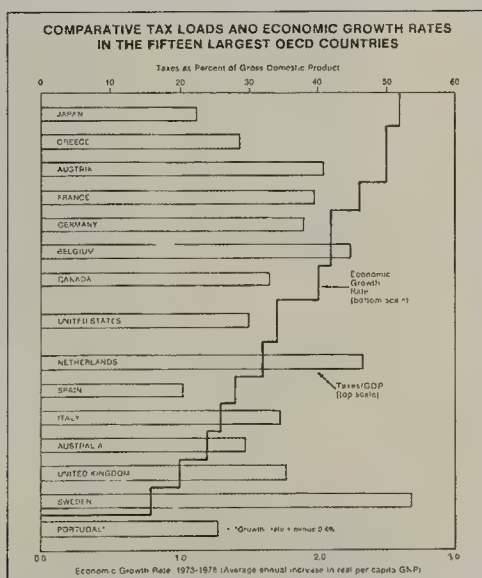 COMPARATIVE TAX LOADS AND ECONOMIC GROWTH RATES
IN THE FIFTEEN LARGEST OECD COUNTRIES
Taxes as Percent of Gross Domestic Product
0 10 20 30 40 50 60
JAPAN
GREECE
AUSTRIA
FRANCE
GERMANY
BELGIUM
CANADA
Economic
Growth
Rate
(bottom scale)
UNITED STATES
NETHERLANDS
Taxes/GDP
(top scale)
SPAIN
ITALY
AUSTRALIA
UNITED KINGDOM
SWEDEN
PORTUGAL* *Growth rate minus
0.0 1.0 2.0 3.0
Economic Growth Rate 1973-1978 (Average annual increase in real per capita GNP)